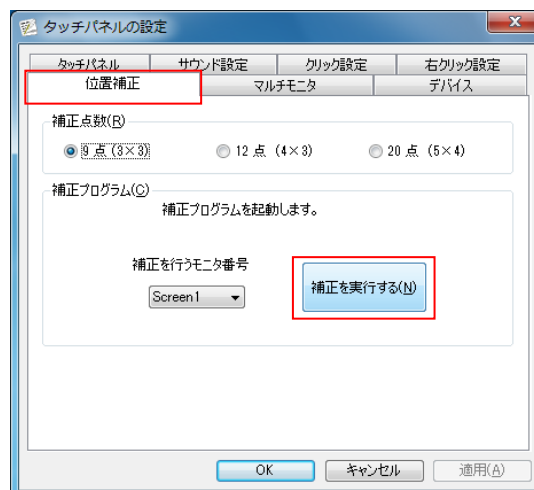 タッチパネルの設定
タッチパネル サウンド設定 クリック設定 右クリック設定
位置補正 マルチモニタ デバイス
補正点数(R)
9 点 (3×3) 12 点 (4×3) 20 点 (5×4)
補正プログラム(C)
補正プログラムを起動します。
補正を行うモニタ番号
Screen1
補正を実行する(N)
OK キャンセル 適用(A)